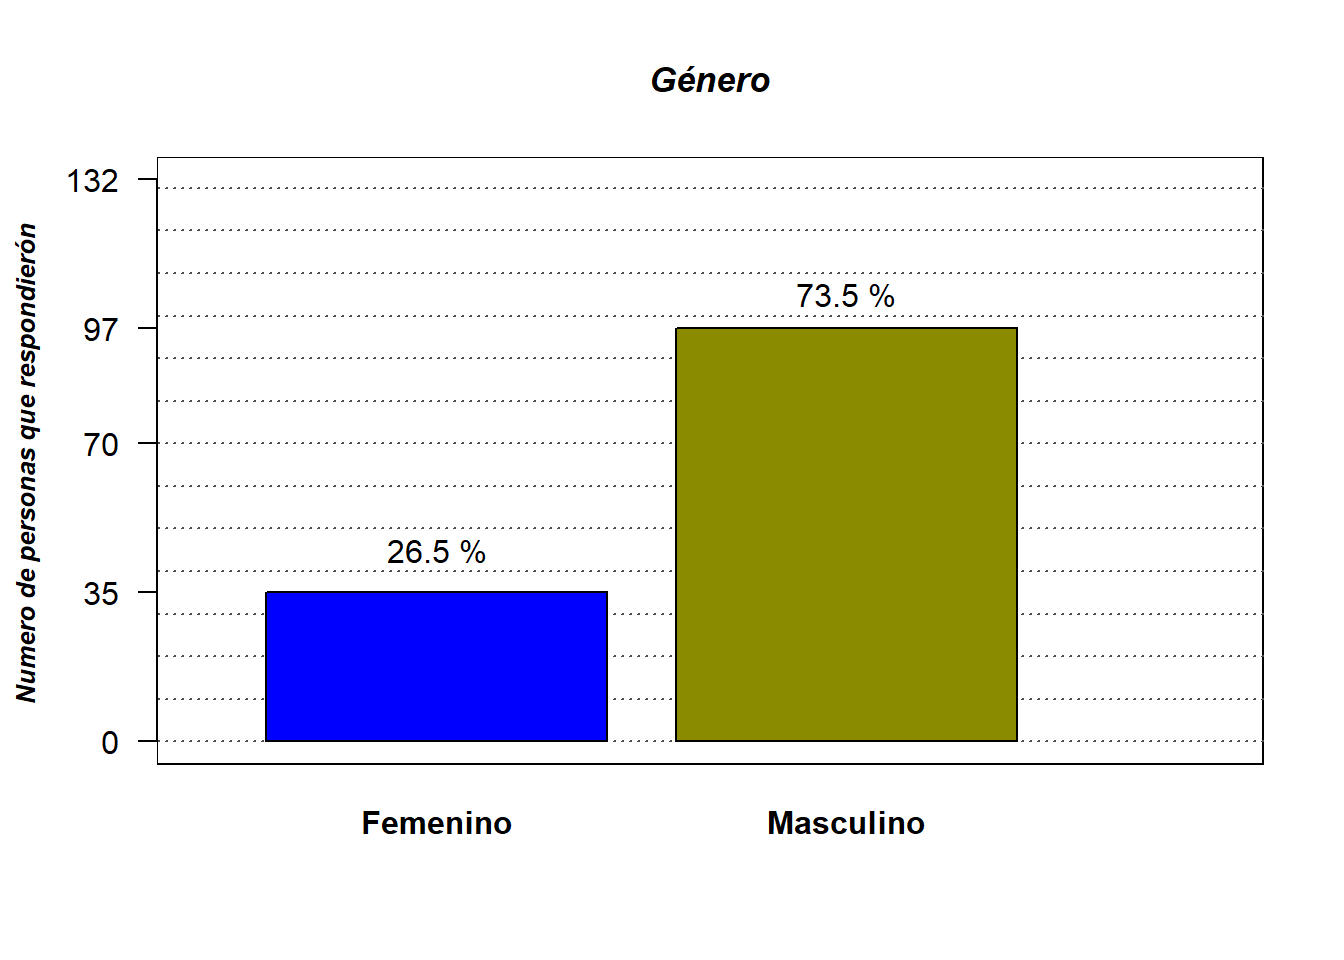 Género
Numero de personas que respondierón
132
97
70
35
0
73.5 %
26.5 %
Femenino
Masculino